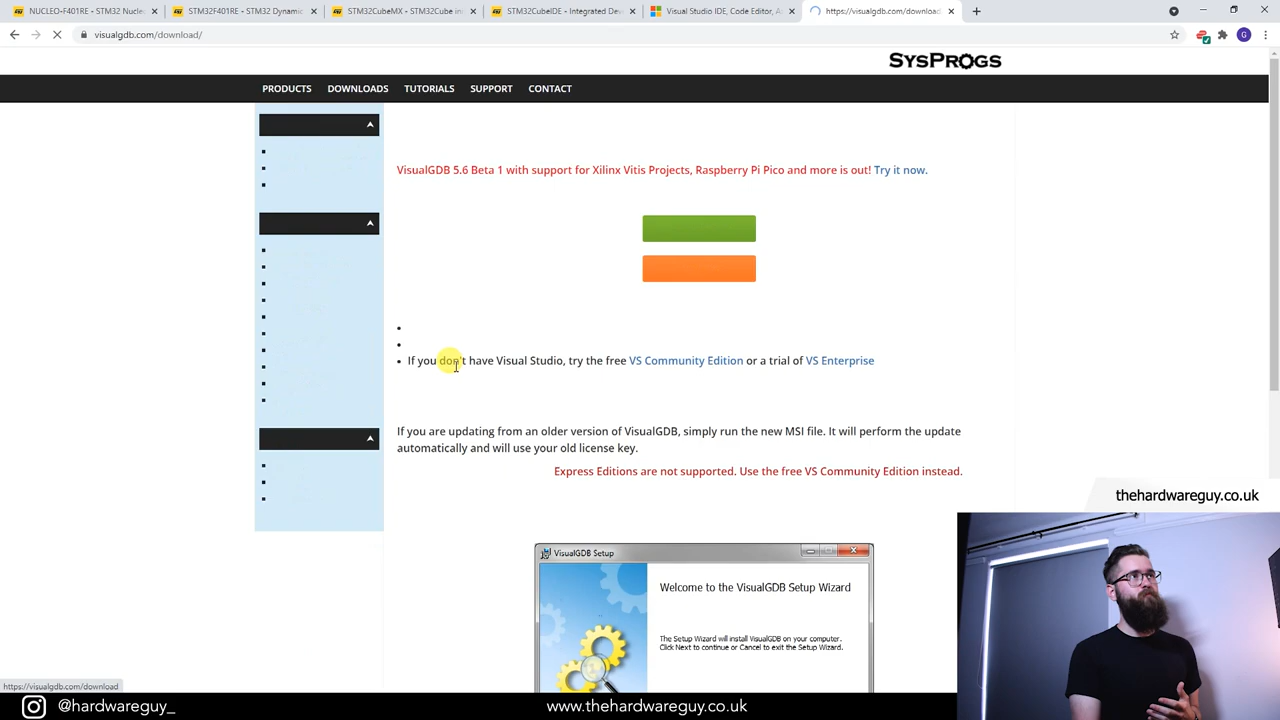 NUCLEO-F401RE - STM32 Nucle
STM32F401RE - STM32 Dynamic
STM32CubeMX - STM32Cube in
STM32CubeIDE - Integrated Dev
Visual Studio IDE, Code Editor, A
https://visualgdb.com/download
visualgdb.com/download/
G
SYSPROGS
PRODUCTS DOWNLOADS TUTORIALS SUPPORT CONTACT
VisualGDB 5.6 Beta 1 with support for Xilinx Vitis Projects, Raspberry Pi Pico and more is out! Try it now.
If you don't have Visual Studio, try the free VS Community Edition or a trial of VS Enterprise
If you are updating from an older version of VisualGDB, simply run the new MSI file. It will perform the update
automatically and will use your old license key.
Express Editions are not supported. Use the free VS Community Edition instead.
VisualGDB Setup
Welcome to the VisualGDB Setup Wizard
The Setup Wizard will install VisualGDB on your computer.
Click Next to continue or Cancel to exit the Setup Wizard.
thehardwareguy.co.uk
https://visualgdb.com/download
@hardwareguy_
www.thehardwareguy.co.uk